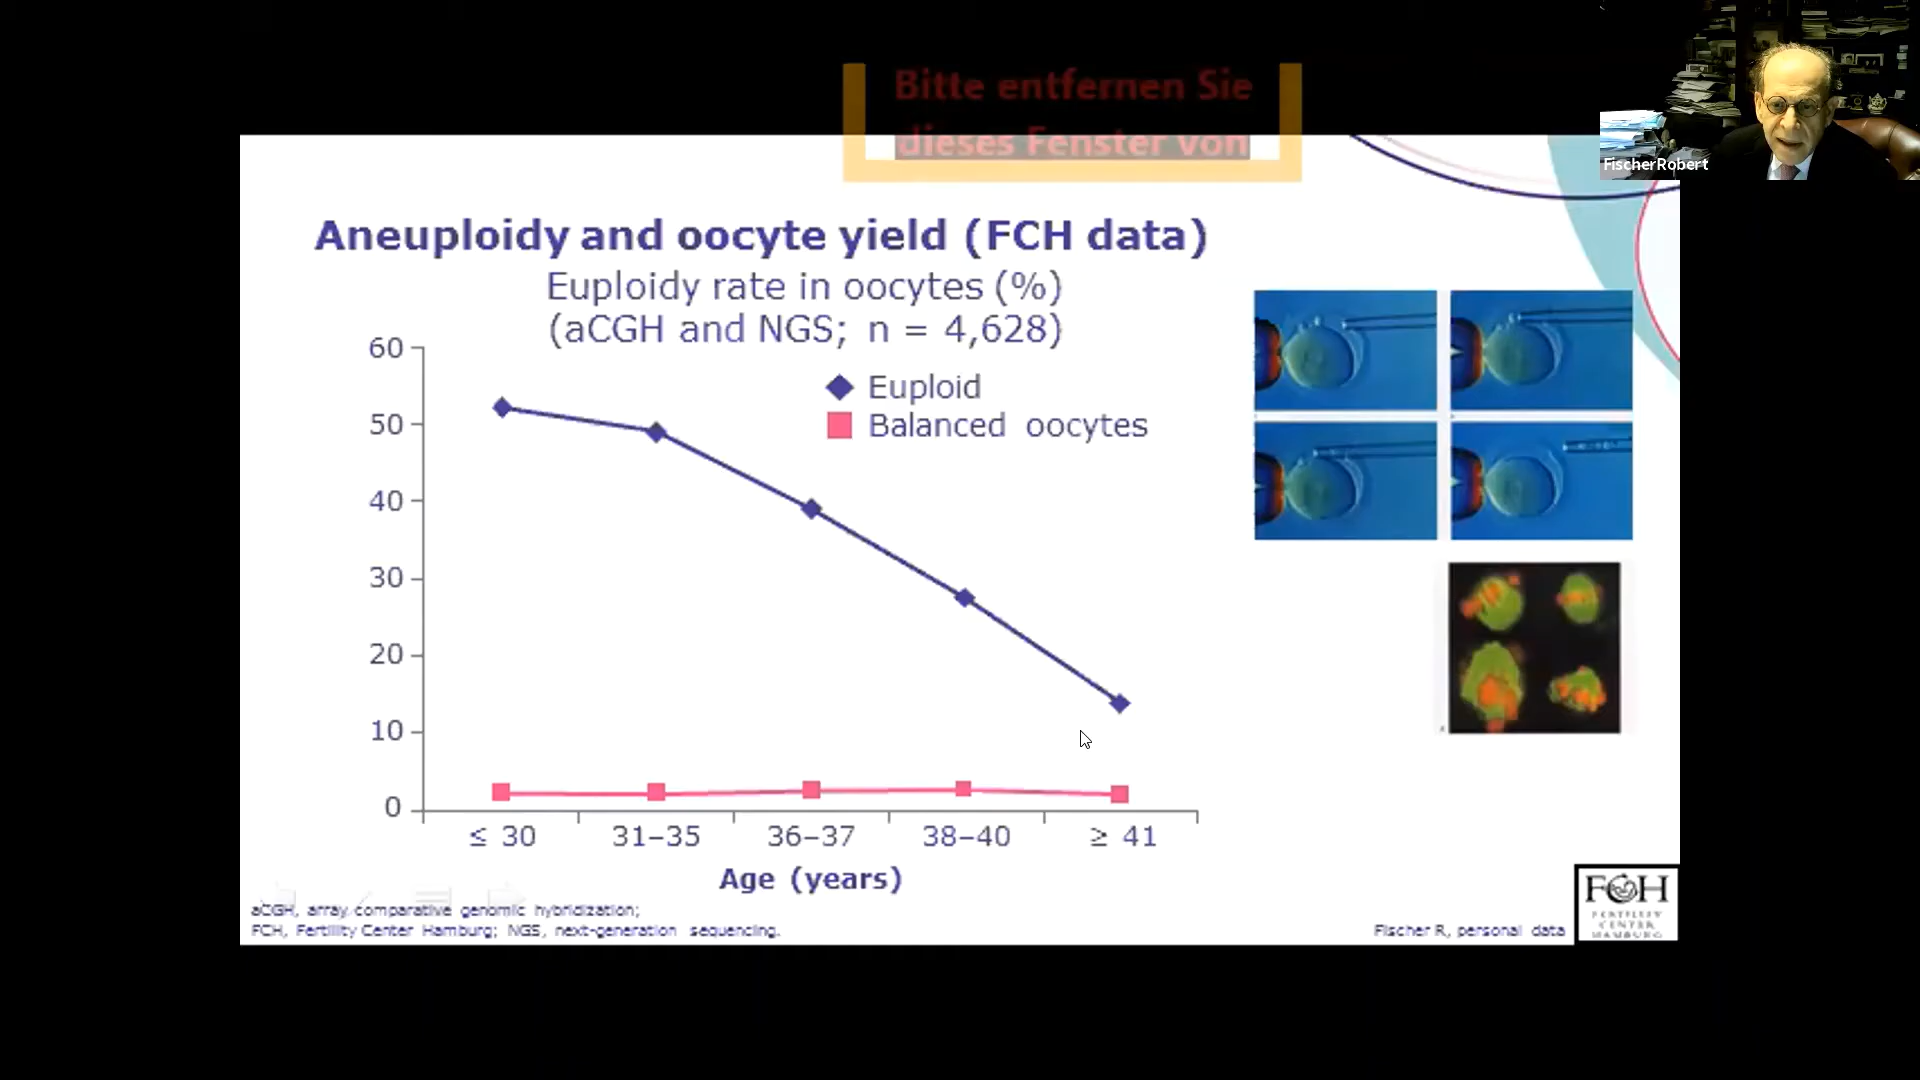 Bitte entfernen Sie
dieses Fenster von
FischerRobert
Aneuploidy and oocyte yield (FCH data)
Euploidy rate in oocytes (%)
(aCGH and NGS; n = 4,628)
Euploid
Balanced oocytes
60
50
40
30
20
10
0
≤ 30 31–35 36–37 38–40 ≥ 41
Age (years)
aCGH, array comparative genomic hybridization;
FCH, Fertility Center Hamburg; NGS, next-generation sequencing.
Fischer R, personal data
FCH
FERTILITY
CENTER
HAMBURG